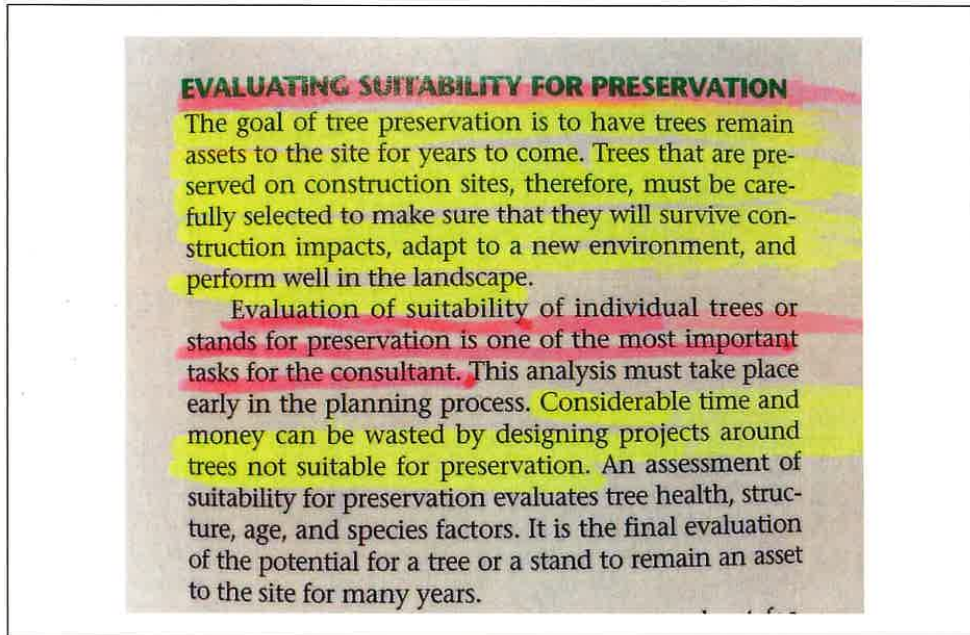 EVALUATING SUITABILITY FOR PRESERVATION
The goal of tree preservation is to have trees remain
assets to the site for years to come. Trees that are pre-
served on construction sites, therefore, must be care-
fully selected to make sure that they will survive con-
struction impacts, adapt to a new environment, and
perform well in the landscape.
Evaluation of suitability of individual trees or
stands for preservation is one of the most important
tasks for the consultant. This analysis must take place
early in the planning process. Considerable time and
money can be wasted by designing projects around
trees not suitable for preservation. An assessment of
suitability for preservation evaluates tree health, struc-
ture, age, and species factors. It is the final evaluation
of the potential for a tree or a stand to remain an asset
to the site for many years.